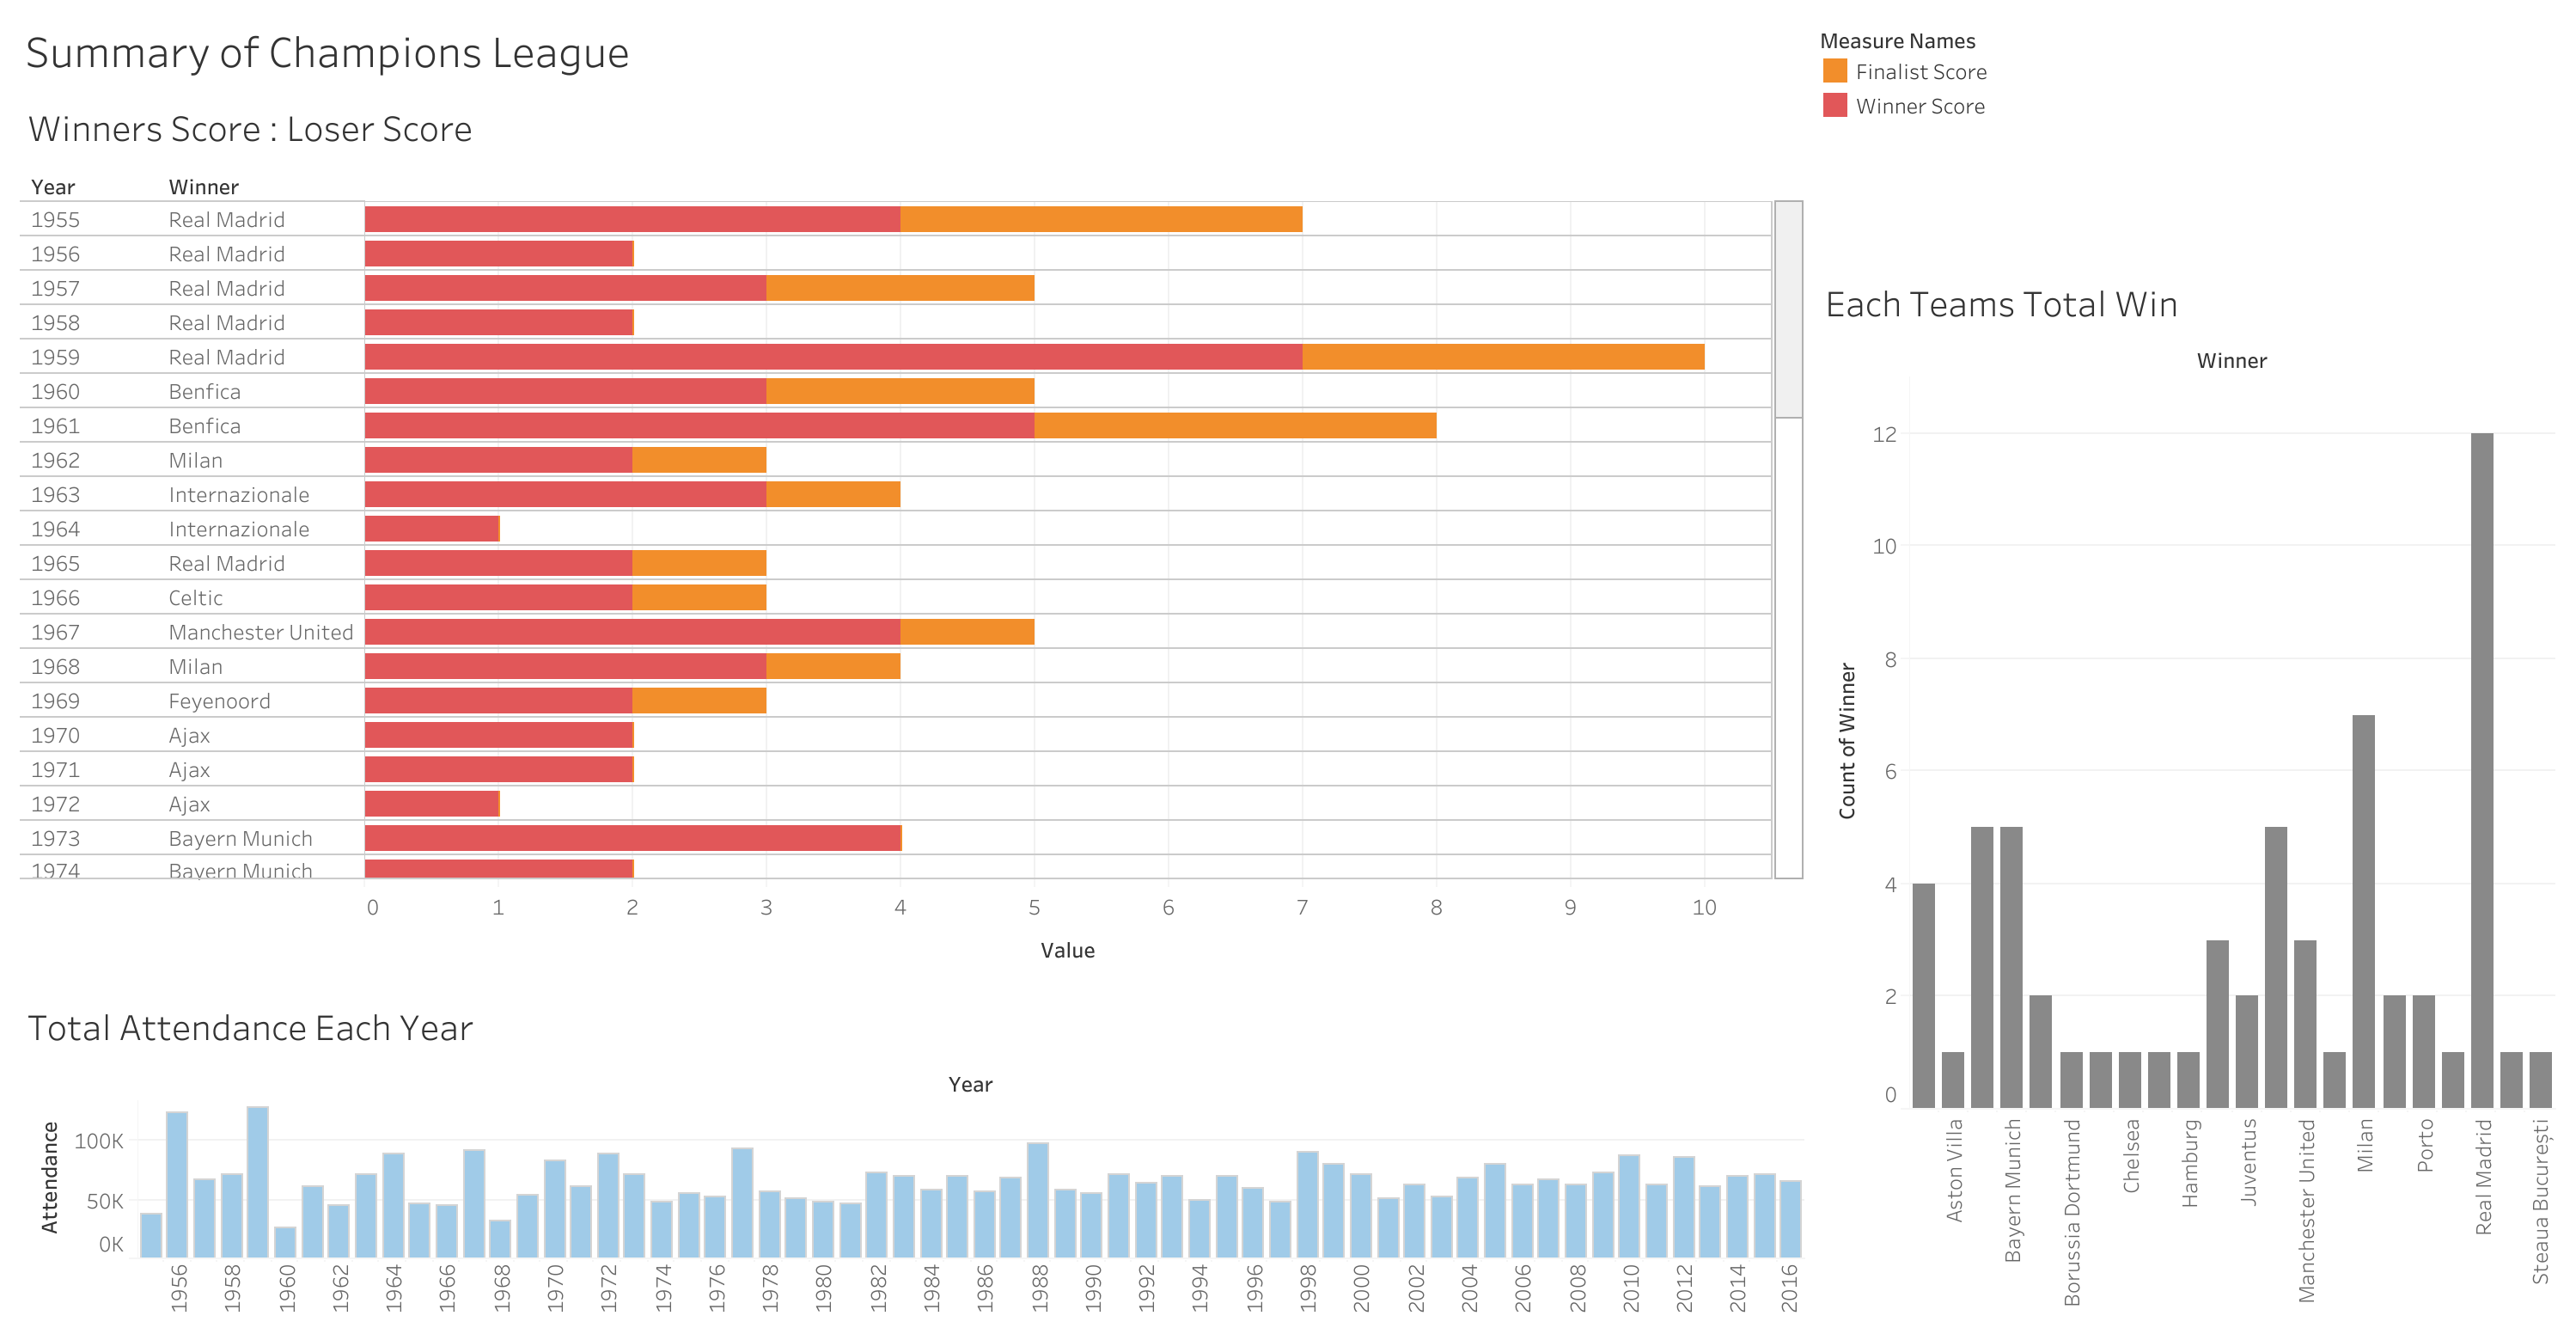 Summary of Champions League
Measure Names
Finalist Score
Winner Score
Winners Score : Loser Score
Year Winner
1955 Real Madrid
1956 Real Madrid
1957 Real Madrid
1958 Real Madrid
1959 Real Madrid
1960 Benfica
1961 Benfica
1962 Milan
1963 Internazionale
1964 Internazionale
1965 Real Madrid
1966 Celtic
1967 Manchester United
1968 Milan
1969 Feyenoord
1970 Ajax
1971 Ajax
1972 Ajax
1973 Bayern Munich
1974 Bayern Munich
0 1 2 3 4 5 6 7 8 9 10
Value
Each Teams Total Win
Winner
Count of Winner
12
10
8
6
4
2
0
Aston Villa
Bayern Munich
Borussia Dortmund
Chelsea
Hamburg
Juventus
Manchester United
Milan
Porto
Real Madrid
Steaua București
Total Attendance Each Year
Year
Attendance
100K
50K
0K
1956 1958 1960 1962 1964 1966 1968 1970 1972 1974 1976 1978 1980 1982 1984 1986 1988 1990 1992 1994 1996 1998 2000 2002 2004 2006 2008 2010 2012 2014 2016